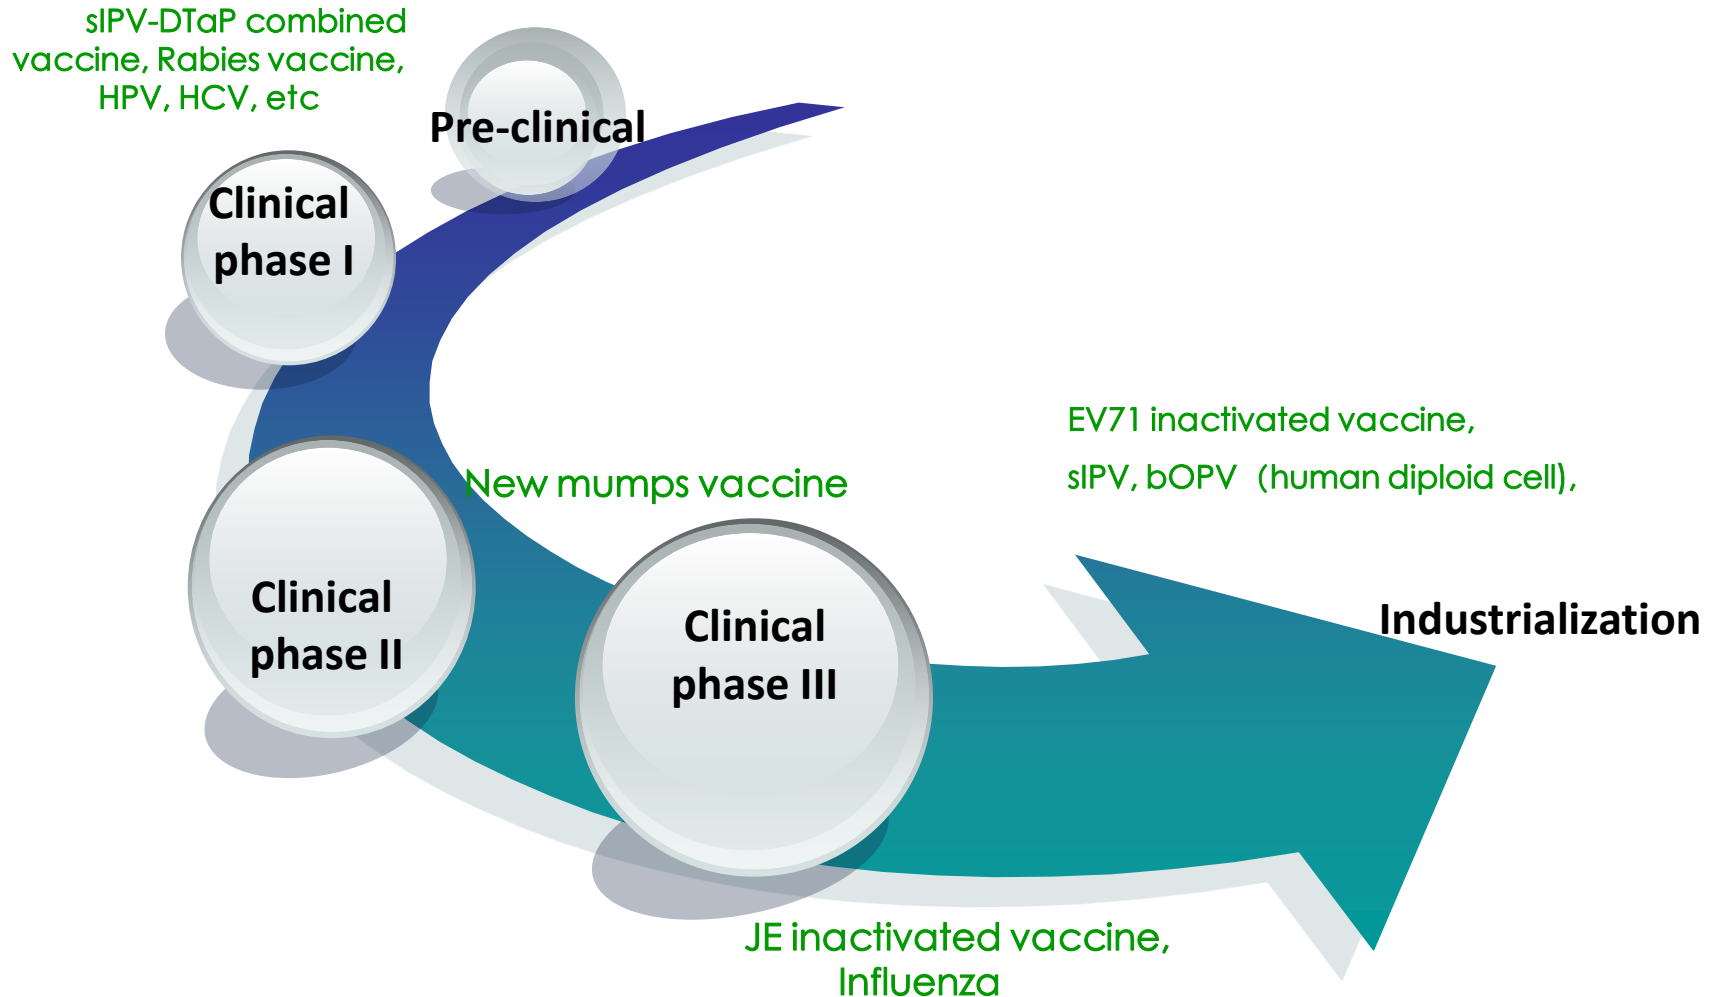 sIPV-DTaP combined
vaccine, Rabies vaccine,
HPV, HCV, etc
Pre-clinical
Clinical
phase I
Clinical
phase II
New mumps vaccine
Clinical
phase III
JE inactivated vaccine,
Influenza
EV71 inactivated vaccine,
sIPV, bOPV（human diploid cell),
Industrialization